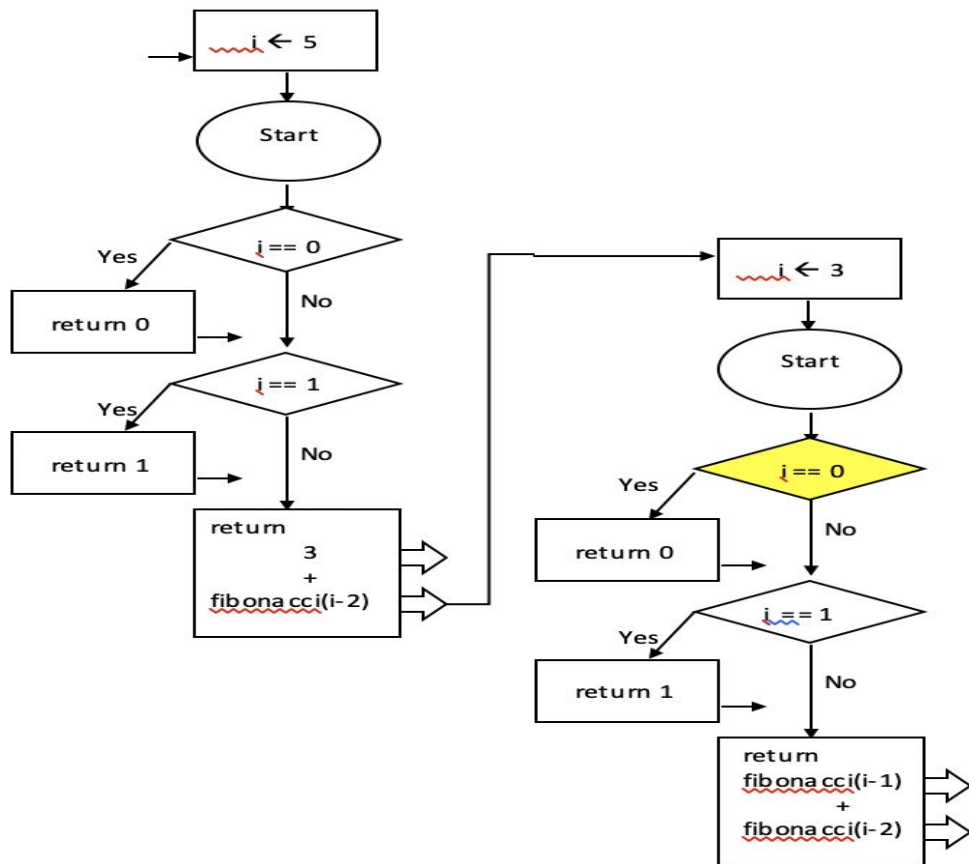 i ← 5
Start
i == 0
Yes
No
return 0
i == 1
Yes
No
return 1
return
3
+
fibonacci(i-2)
i ← 3
Start
i == 0
Yes
No
return 0
i == 1
Yes
No
return 1
return
fibonacci(i-1)
+
fibonacci(i-2)